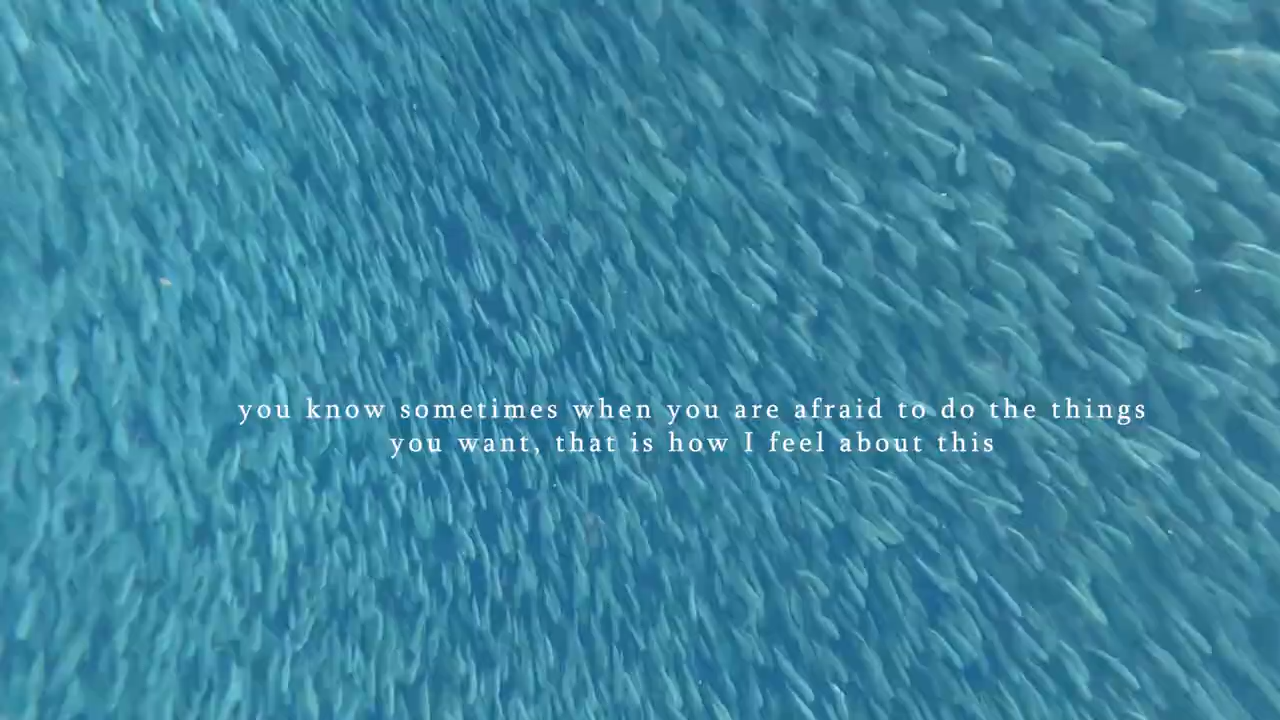 you know sometimes when you are afraid to do the things
you want, that is how I feel about this